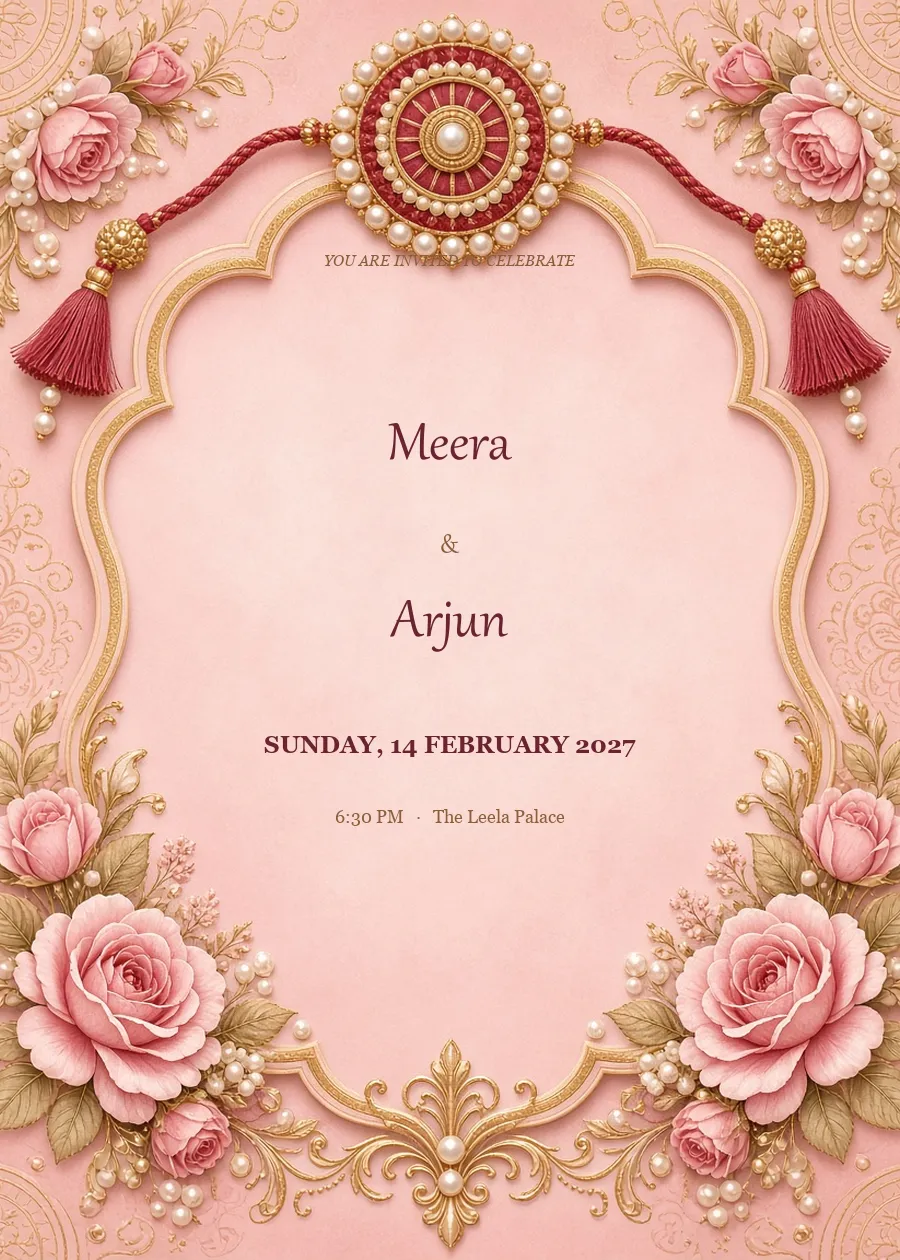 YOU ARE INVITED TO CELEBRATE
Meera
&
Arjun
SUNDAY, 14 FEBRUARY 2027
6:30 PM · The Leela Palace